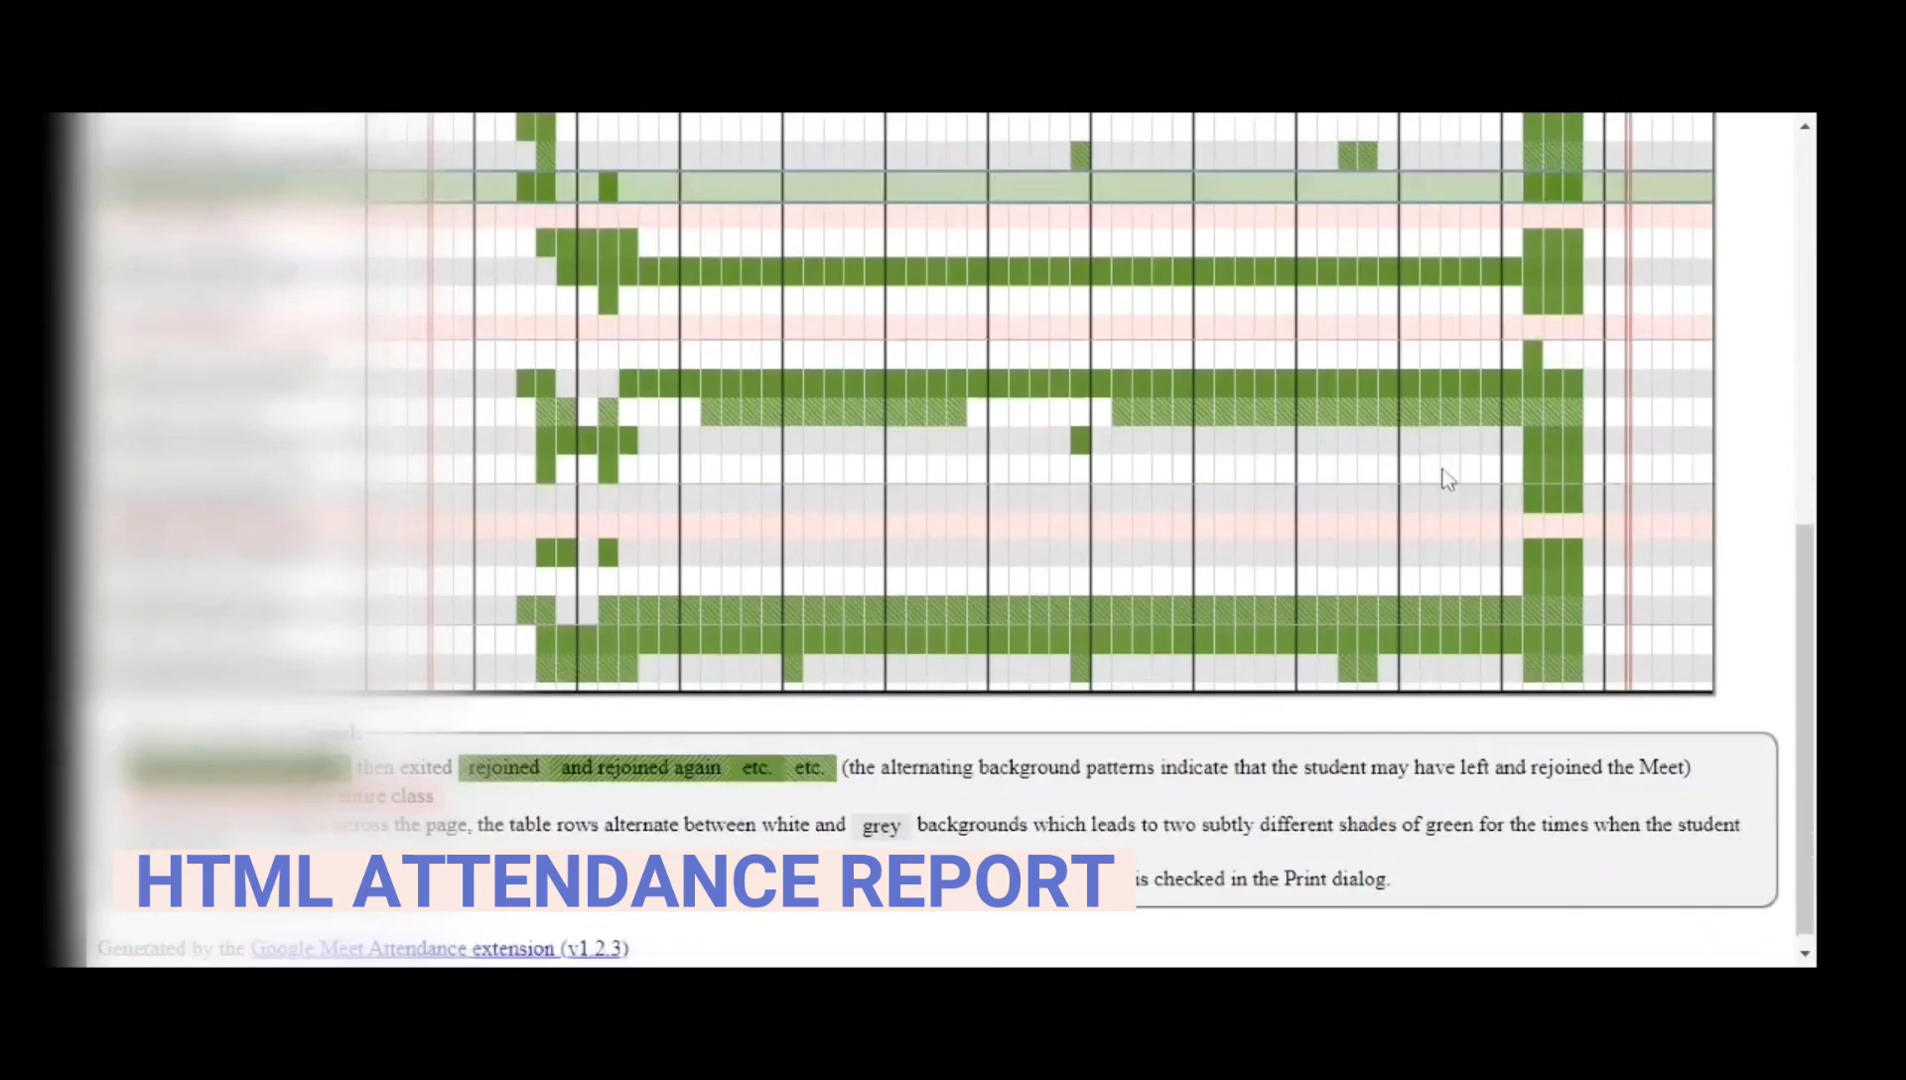 then exited rejoined and rejoined again etc. etc. (the alternating background patterns indicate that the student may have left and rejoined the Meet)
entire class
across the page, the table rows alternate between white and grey backgrounds which leads to two subtly different shades of green for the times when the student
HTML ATTENDANCE REPORT
is checked in the Print dialog.
Generated by the Google Meet Attendance extension (v1.2.3)